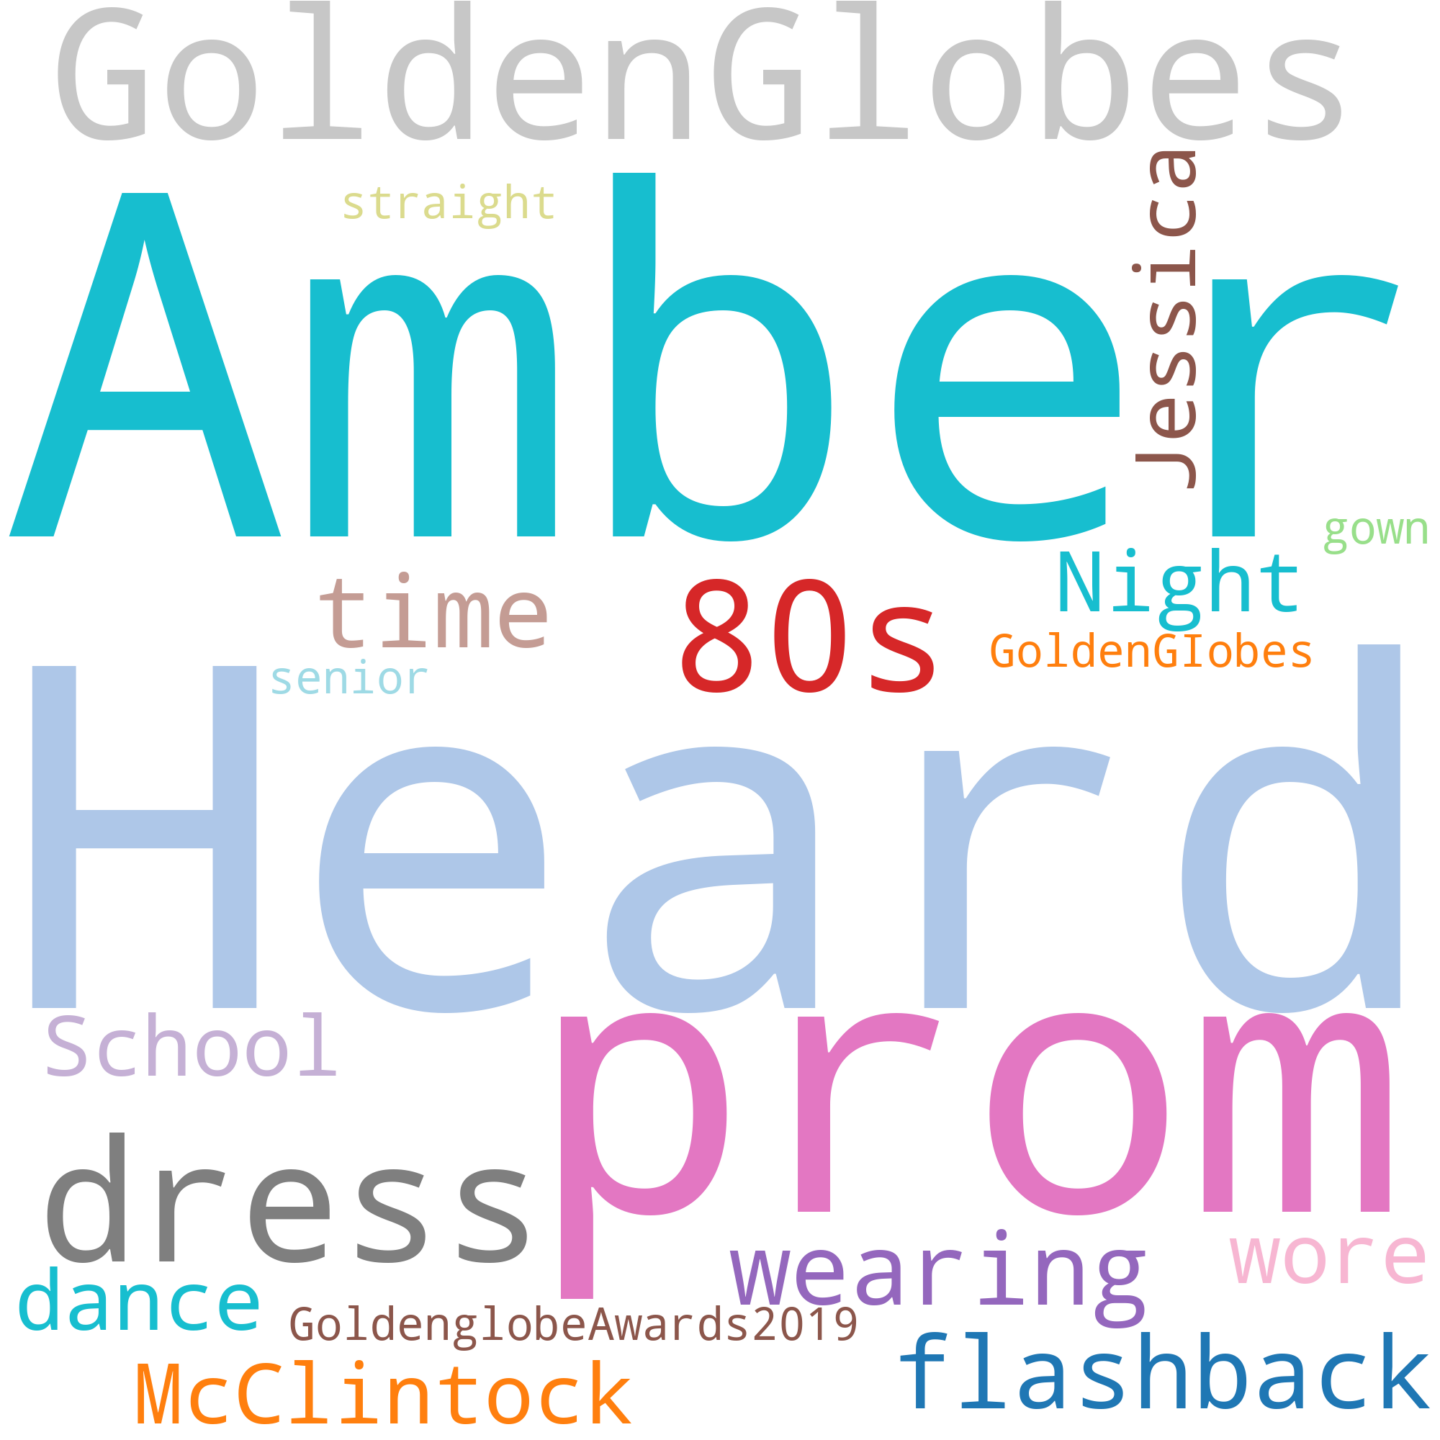 GoldenGlobes
straight
Jessica
Amber
gown
Night
time
80s
GoldenGIobes
senior
Heard
School
prom
dress
wearing
wore
dance
GoldenglobeAwards2019
flashback
McClintock